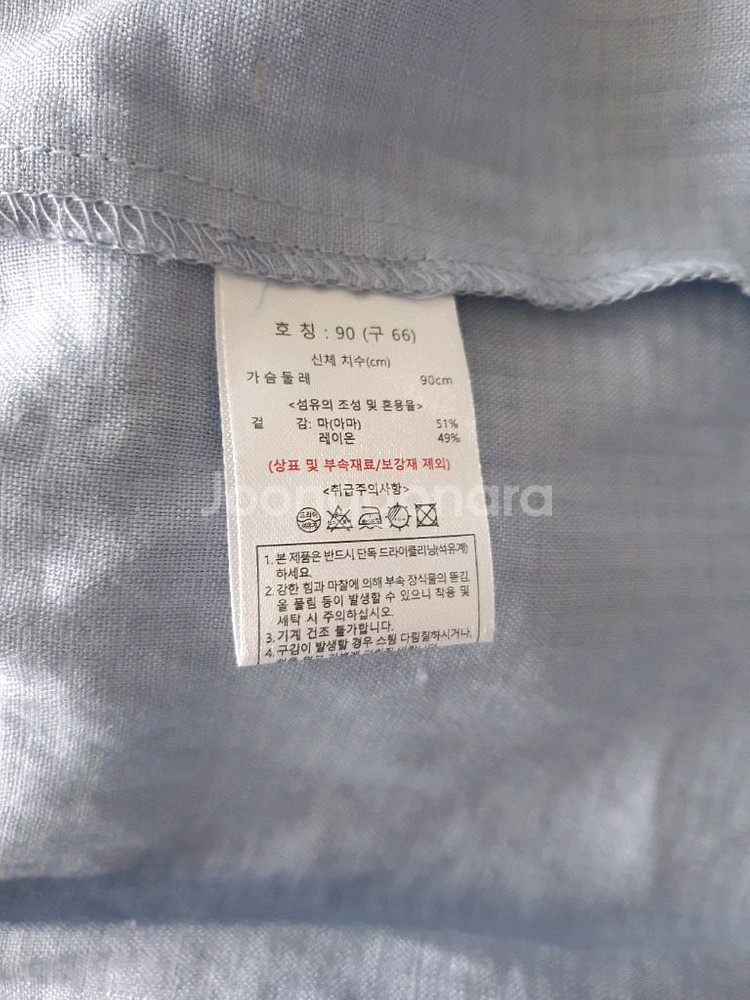 호 칭 : 90 (구 66)
신체 치수(cm)
가슴둘레 90cm
<섬유의 조성 및 혼용율>
겉 감: 마(아마) 51%
레이온 49%
(상표 및 부속재료/보강재 제외)
<취급주의사항>
1. 본 제품은 반드시 단독 드라이클리닝(석유계)
하세요.
2. 강한 힘과 마찰에 의해 부속 장식물의 뜯김,
올 풀림 등이 발생할 수 있으니 착용 및
세탁 시 주의하십시오.
3. 기계 건조 불가합니다.
4. 구김이 발생할 경우 스팀 다림질하시거나,